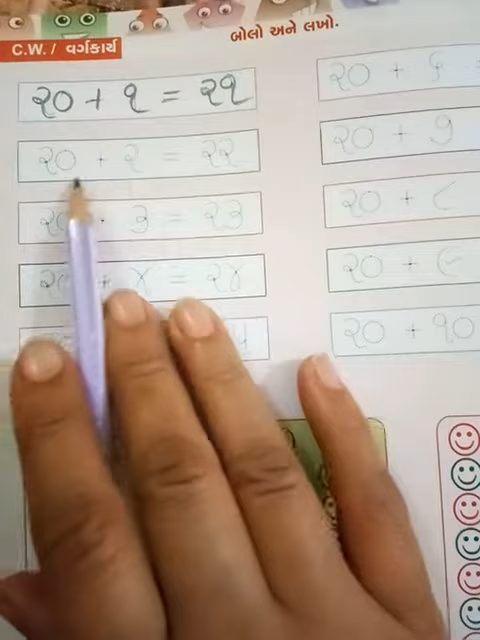 C.W. / વર્ગકાર્ય
બોલો અને લખો.
૨૦ + ૧ = ૨૧
૨૦ + ૨ = ૨૨
૨૦ + ૩ = ૨૩
૨૦ + ૪ = ૨૪
૨૦ + ૬ =
૨૦ + ૭
૨૦ + ૮
૨૦ + ૯
૨૦ + ૧૦